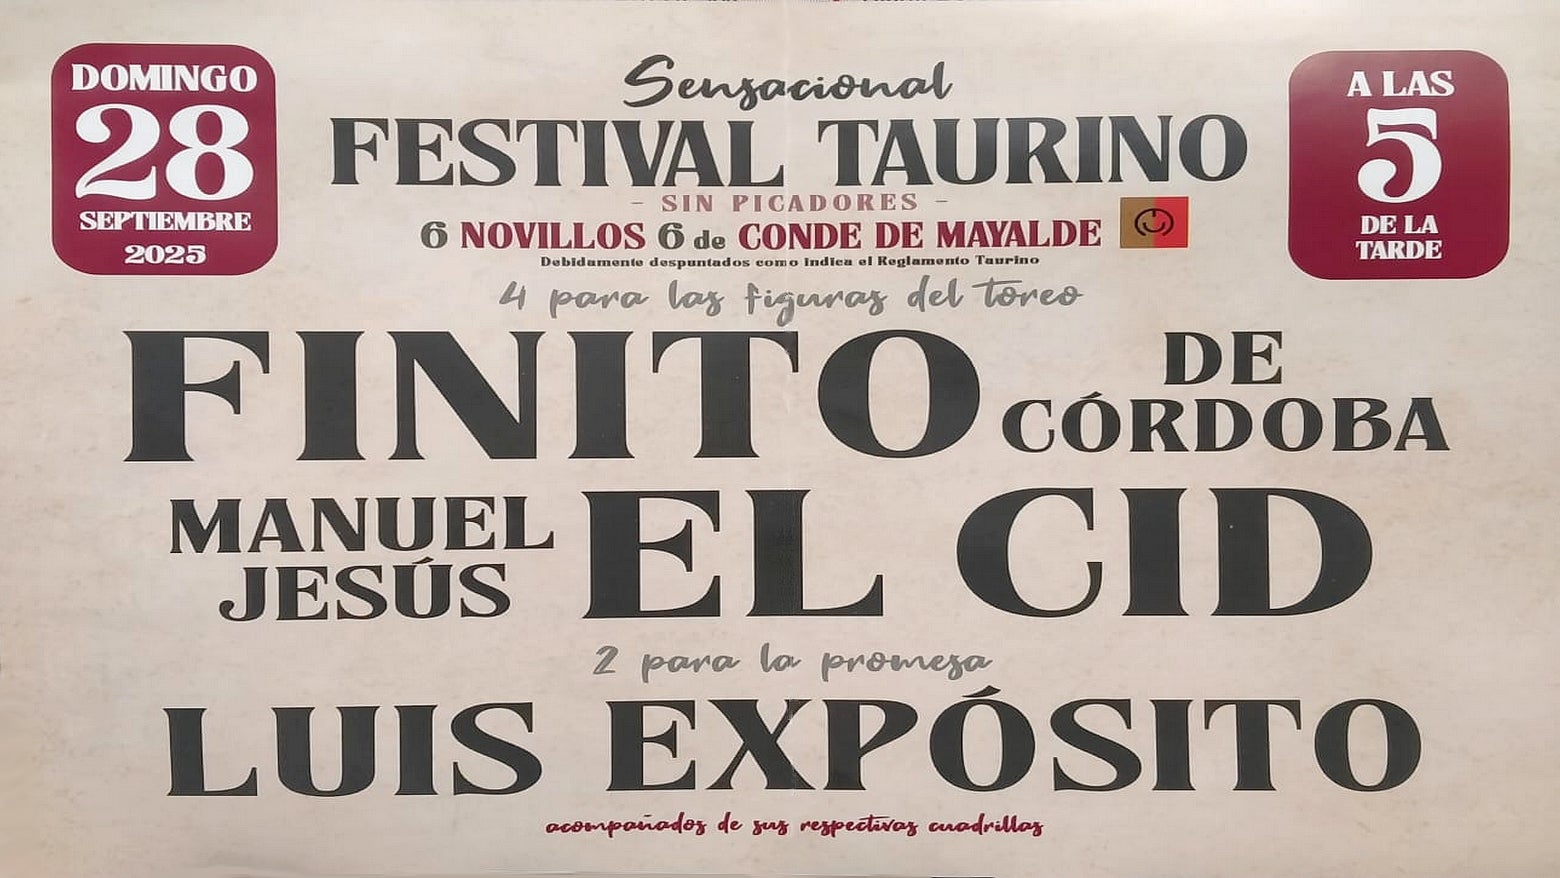 DOMINGO
28
SEPTIEMBRE
2025
Sensacional
FESTIVAL TAURINO
- SIN PICADORES -
6 NOVILLOS 6 de CONDE DE MAYALDE
Debidamente despuntados como indica el Reglamento Taurino
A LAS
5
DE LA
TARDE
4 para las figuras del toreo
FINITO DE
CÓRDOBA
MANUEL
JESÚS EL CID
2 para la promesa
LUIS EXPÓSITO
acompañados de sus respectivas cuadrillas